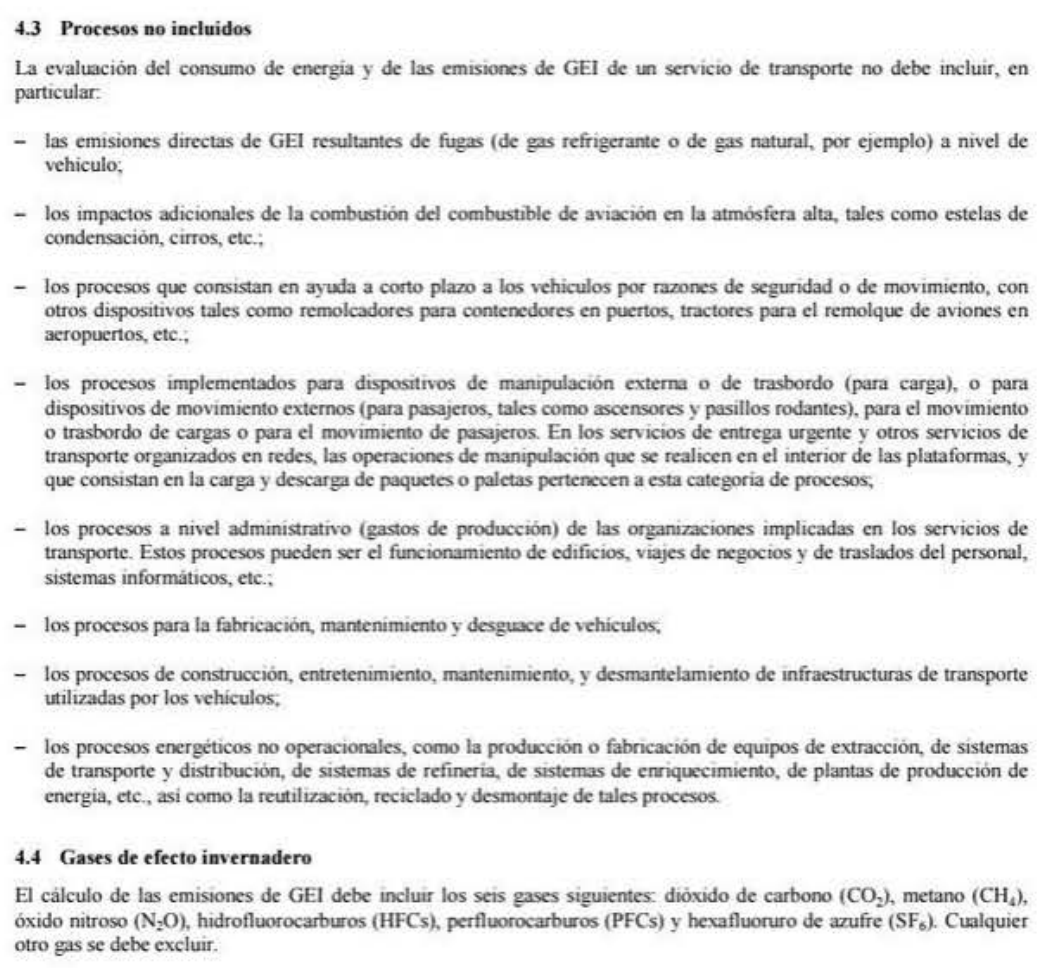 4.3 Procesos no incluidos
La evaluación del consumo de energía y de las emisiones de GEI de un servicio de transporte no debe incluir, en
particular:
– las emisiones directas de GEI resultantes de fugas (de gas refrigerante o de gas natural, por ejemplo) a nivel de
vehículo;
– los impactos adicionales de la combustión del combustible de aviación en la atmósfera alta, tales como estelas de
condensación, cirros, etc.;
– los procesos que consistan en ayuda a corto plazo a los vehículos por razones de seguridad o de movimiento, con
otros dispositivos tales como remolcadores para contenedores en puertos, tractores para el remolque de aviones en
aeropuertos, etc.;
– los procesos implementados para dispositivos de manipulación externa o de trasbordo (para carga), o para
dispositivos de movimiento externos (para pasajeros, tales como ascensores y pasillos rodantes), para el movimiento
o trasbordo de cargas o para el movimiento de pasajeros. En los servicios de entrega urgente y otros servicios de
transporte organizados en redes, las operaciones de manipulación que se realicen en el interior de las plataformas, y
que consistan en la carga y descarga de paquetes o paletas pertenecen a esta categoría de procesos;
– los procesos a nivel administrativo (gastos de producción) de las organizaciones implicadas en los servicios de
transporte. Estos procesos pueden ser el funcionamiento de edificios, viajes de negocios y de traslados del personal,
sistemas informáticos, etc.;
– los procesos para la fabricación, mantenimiento y desguace de vehículos;
– los procesos de construcción, entretenimiento, mantenimiento, y desmantelamiento de infraestructuras de transporte
utilizadas por los vehículos;
– los procesos energéticos no operacionales, como la producción o fabricación de equipos de extracción, de sistemas
de transporte y distribución, de sistemas de refinería, de sistemas de enriquecimiento, de plantas de producción de
energía, etc., así como la reutilización, reciclado y desmontaje de tales procesos.
4.4 Gases de efecto invernadero
El cálculo de las emisiones de GEI debe incluir los seis gases siguientes: dióxido de carbono (CO₂), metano (CH₄),
óxido nitroso (N₂O), hidrofluorocarburos (HFCs), perfluorocarburos (PFCs) y hexafluoruro de azufre (SF₆). Cualquier
otro gas se debe excluir.